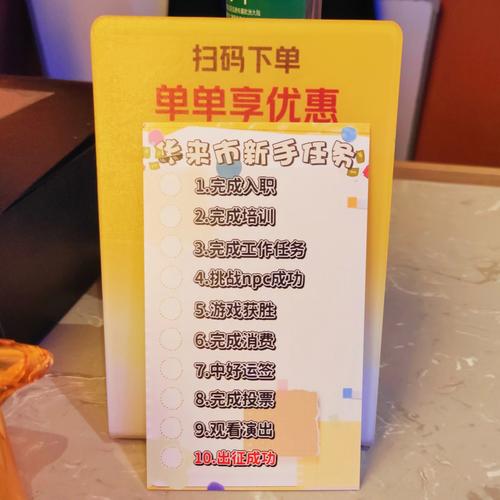 扫码下单
单单享优惠
华来市新手任务
1.完成入职
2.完成培训
3.完成工作任务
4.挑战npc成功
5.游戏获胜
6.完成消费
7.中好运签
8.完成投票
9.观看演出
10.出征成功